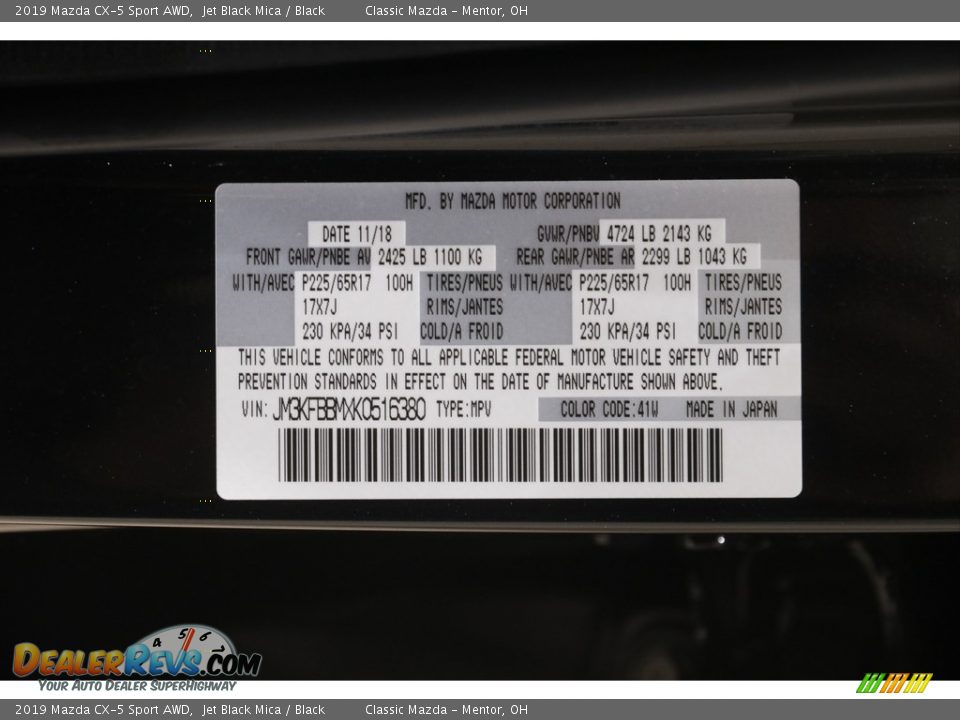 2019 Mazda CX-5 Sport AWD, Jet Black Mica / Black Classic Mazda - Mentor, OH
MFD. BY MAZDA MOTOR CORPORATION
DATE 11/18 GVWR/PNBV 4724 LB 2143 KG
FRONT GAWR/PNBE AV 2425 LB 1100 KG REAR GAWR/PNBE AR 2299 LB 1043 KG
WITH/AVEC P225/65R17 100H TIRES/PNEUS WITH/AVEC P225/65R17 100H TIRES/PNEUS
17X7J RIMS/JANTES 17X7J RIMS/JANTES
230 KPA/34 PSI COLD/A FROID 230 KPA/34 PSI COLD/A FROID
THIS VEHICLE CONFORMS TO ALL APPLICABLE FEDERAL MOTOR VEHICLE SAFETY AND THEFT
PREVENTION STANDARDS IN EFFECT ON THE DATE OF MANUFACTURE SHOWN ABOVE.
VIN: JM3KFBBMXK0516380 TYPE:MPV COLOR CODE:41W MADE IN JAPAN
4 5 6
DEALERREVS.COM
YOUR AUTO DEALER SUPERHIGHWAY
2019 Mazda CX-5 Sport AWD, Jet Black Mica / Black Classic Mazda - Mentor, OH